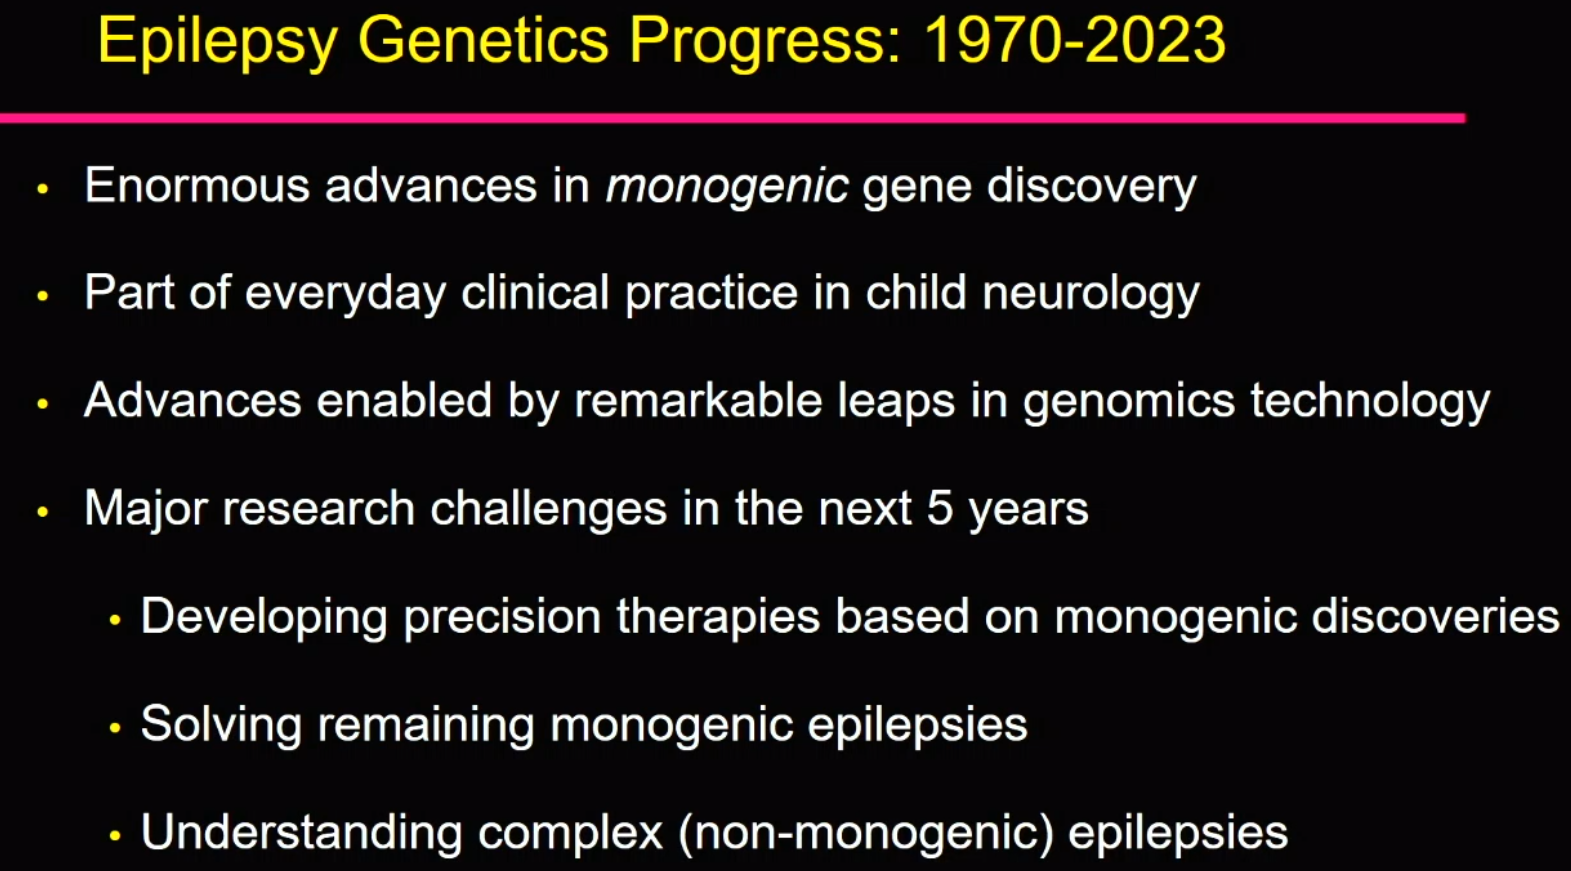 Epilepsy Genetics Progress: 1970-2023
• Enormous advances in monogenic gene discovery
• Part of everyday clinical practice in child neurology
• Advances enabled by remarkable leaps in genomics technology
• Major research challenges in the next 5 years
• Developing precision therapies based on monogenic discoveries
• Solving remaining monogenic epilepsies
• Understanding complex (non-monogenic) epilepsies